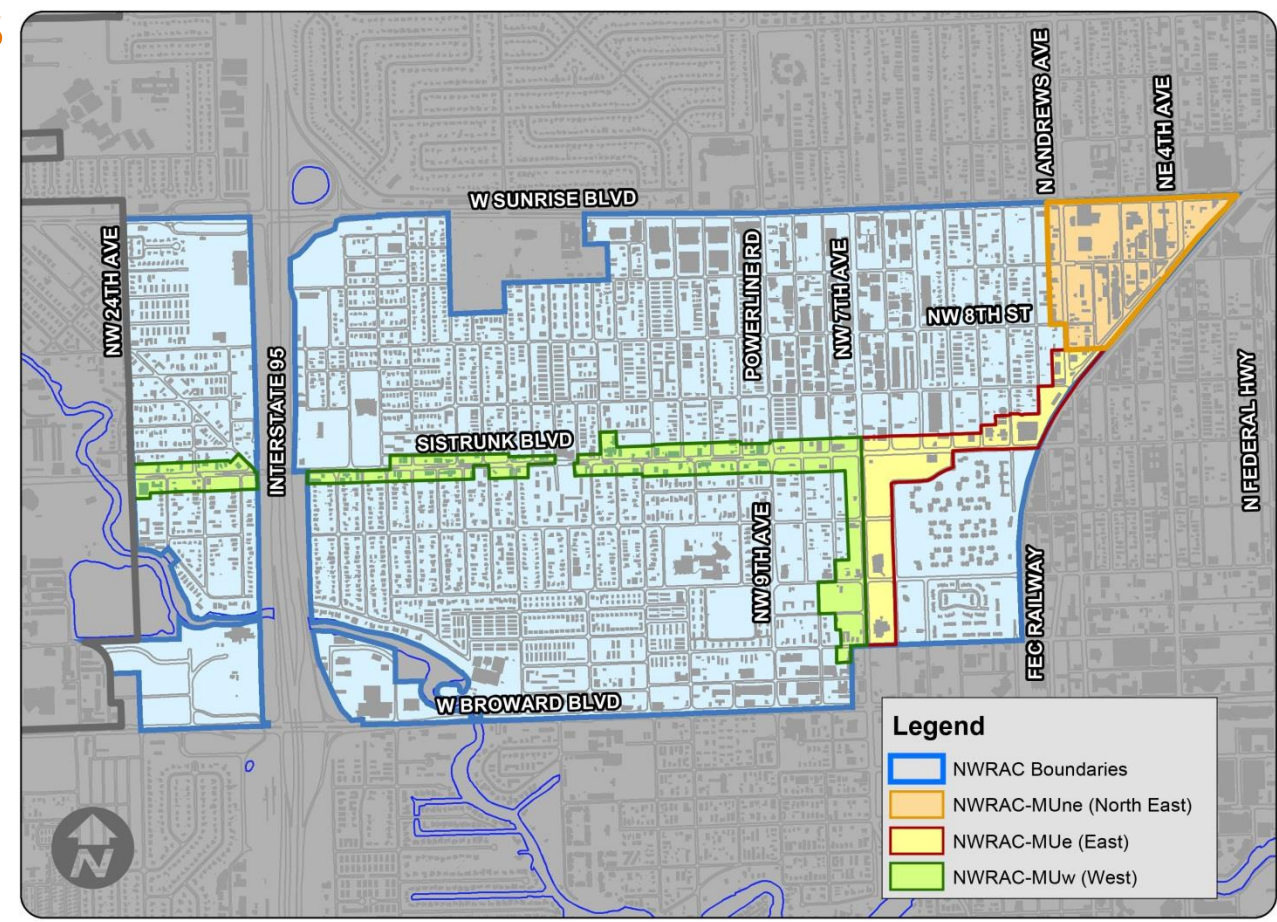 N ANDREWS AVE
NE 4TH AVE
W SUNRISE BLVD
NW 24TH AVE
POWERLINE RD
NW 7TH AVE
NW 8TH ST
INTERSTATE 95
SISTRUNK BLVD
N FEDERAL HWY
NW 9TH AVE
FEC RAILWAY
W BROWARD BLVD
Legend
NWRAC Boundaries
NWRAC-MUne (North East)
NWRAC-MUe (East)
NWRAC-MUw (West)
N